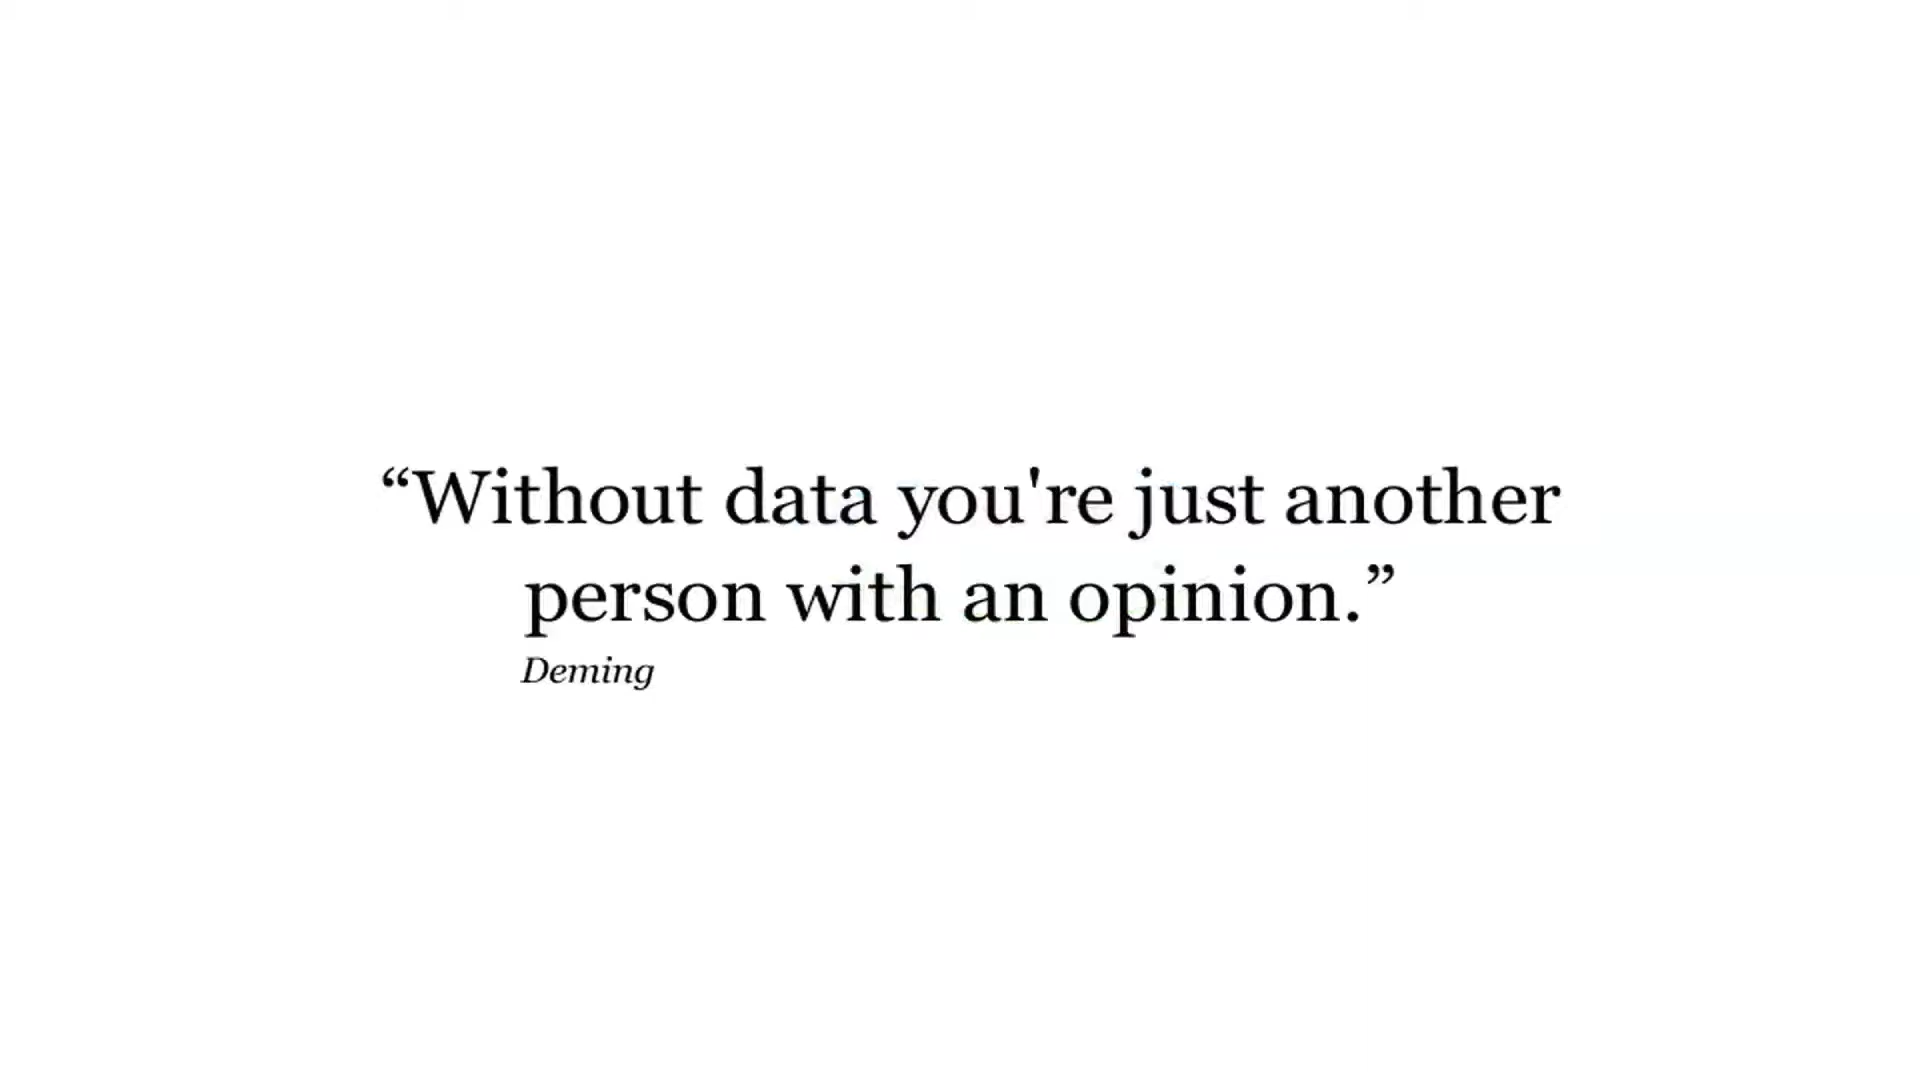 “Without data you're just another
person with an opinion.”
Deming